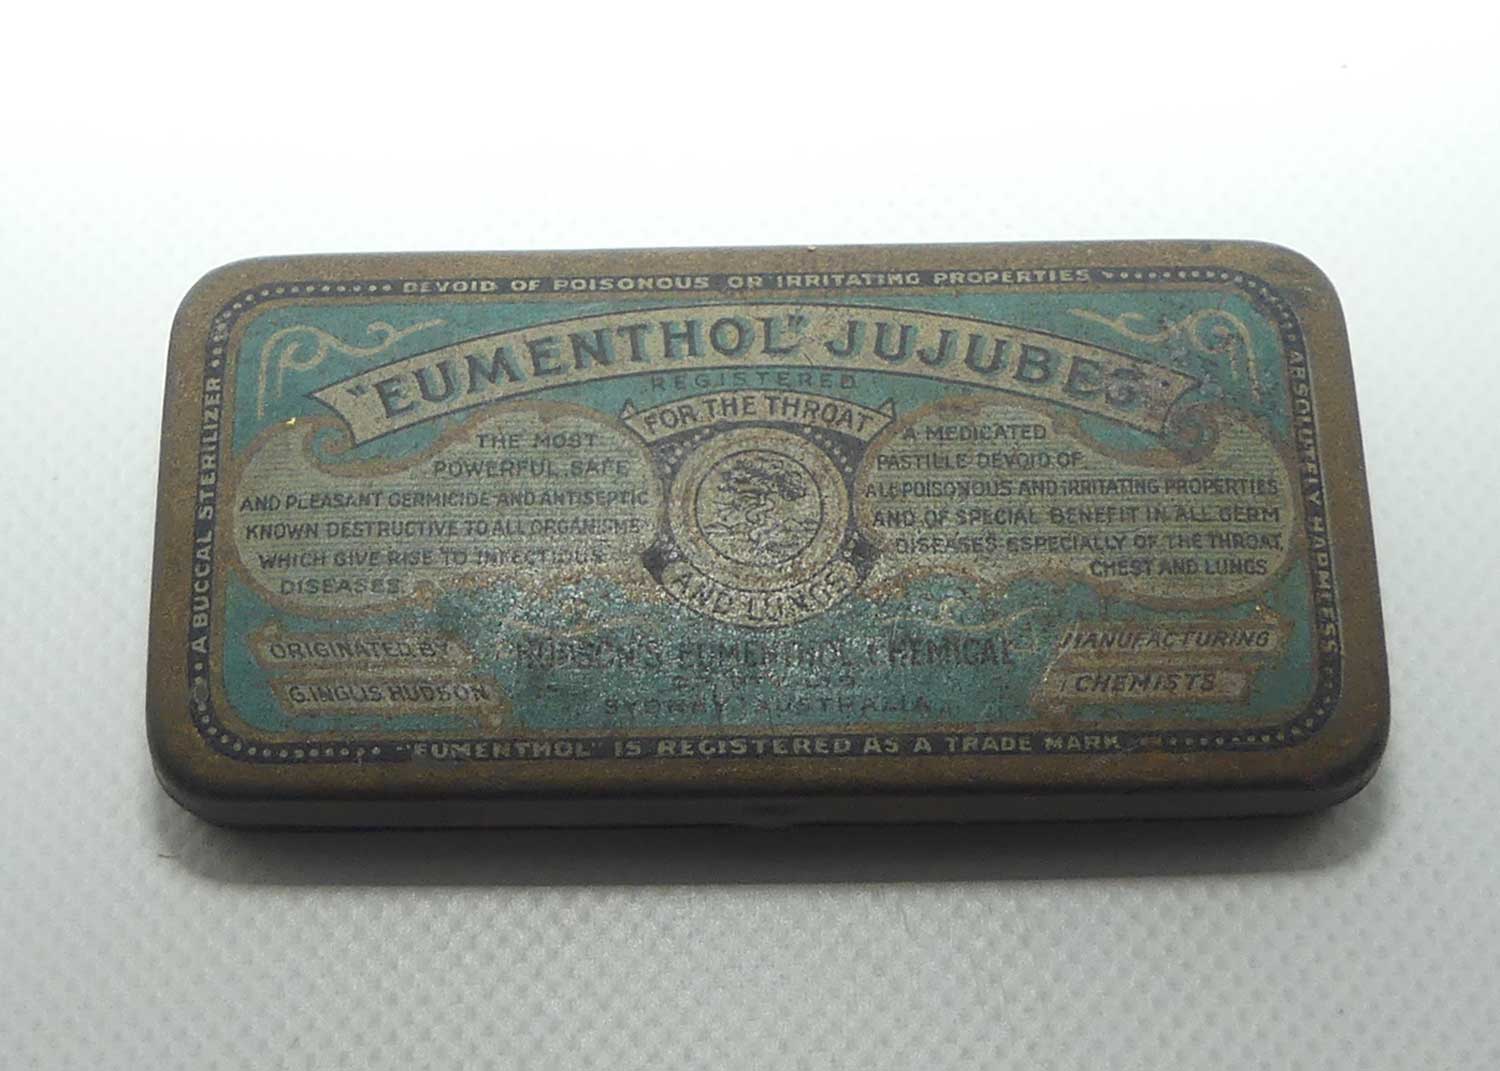 DEVOID OF POISONOUS OR IRRITATING PROPERTIES
"EUMENTHOL" JUJUBES
REGISTERED
FOR THE THROAT
AND LUNGS
THE MOST
POWERFUL, SAFE
AND PLEASANT GERMICIDE AND ANTISEPTIC
KNOWN DESTRUCTIVE TO ALL ORGANISMS
WHICH GIVE RISE TO INFECTIOUS
DISEASES
A MEDICATED
PASTILLE DEVOID OF
ALL POISONOUS AND IRRITATING PROPERTIES
AND OF SPECIAL BENEFIT IN ALL GERM
DISEASES ESPECIALLY OF THE THROAT,
CHEST AND LUNGS
ORIGINATED BY
G. INGLIS HUDSON
HUDSON'S EUMENTHOL CHEMICAL
SYDNEY AUSTRALIA
MANUFACTURING
CHEMISTS
A BUCCAL STERILIZER
ABSOLUTELY HARMLESS
"EUMENTHOL" IS REGISTERED AS A TRADE MARK